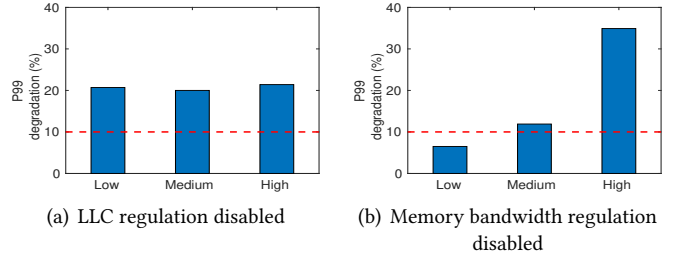 40
30
20
10
0
P99
degradation (%)
Low Medium High
(a) LLC regulation disabled
40
30
20
10
0
P99
degradation (%)
Low Medium High
(b) Memory bandwidth regulation
disabled